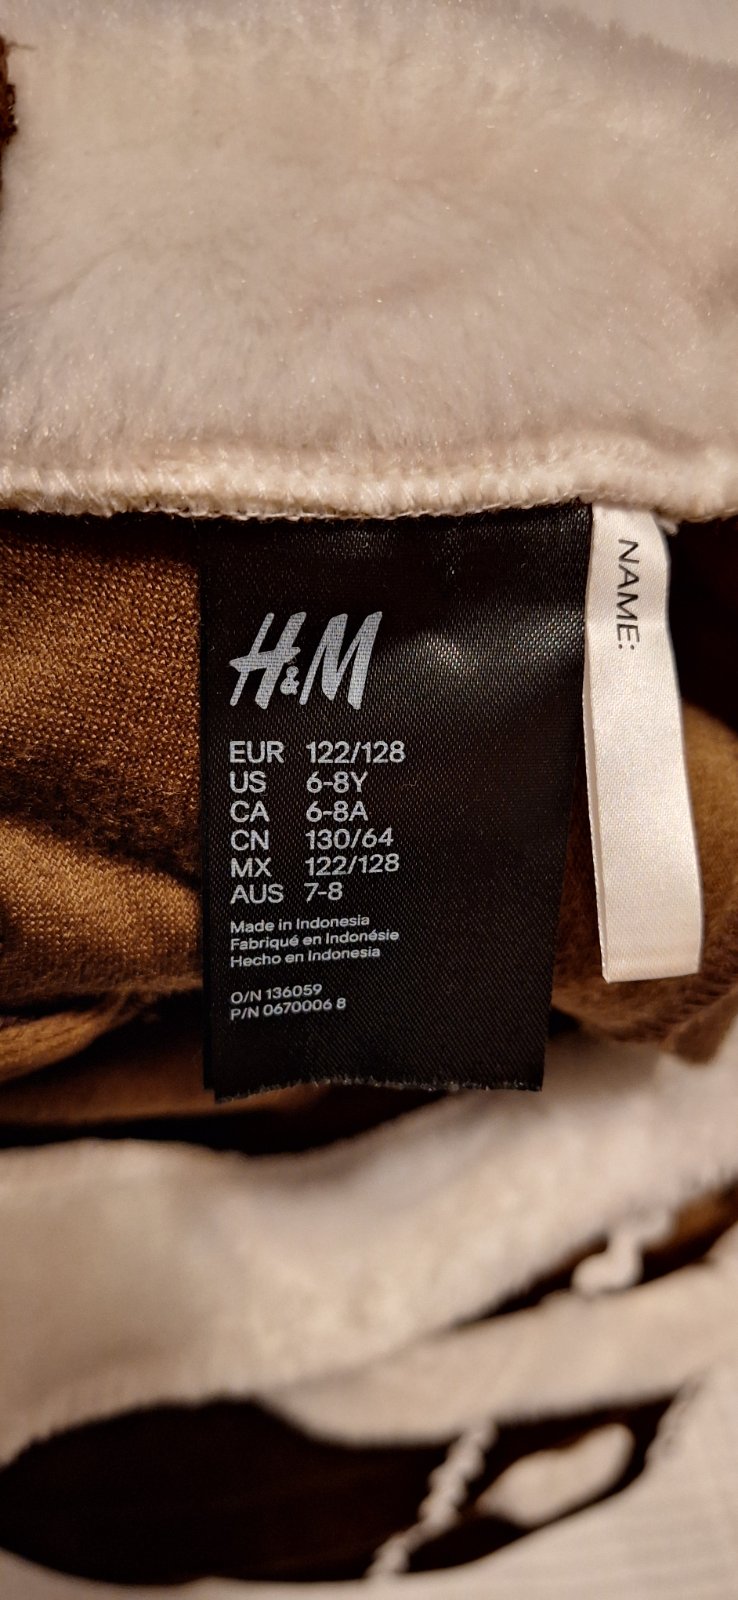 H&M
EUR 122/128
US 6-8Y
CA 6-8A
CN 130/64
MX 122/128
AUS 7-8
Made in Indonesia
Fabriqué en Indonésie
Hecho en Indonesia
O/N 136059
P/N 0670006 8
NAME: